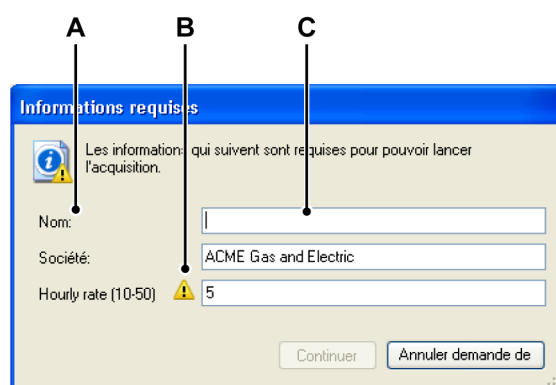 A B C
Informations requises
Les informations qui suivent sont requises pour pouvoir lancer
l'acquisition.
Nom:
Société: ACME Gas and Electric
Hourly rate (10-50) 5
Continuer Annuler demande de